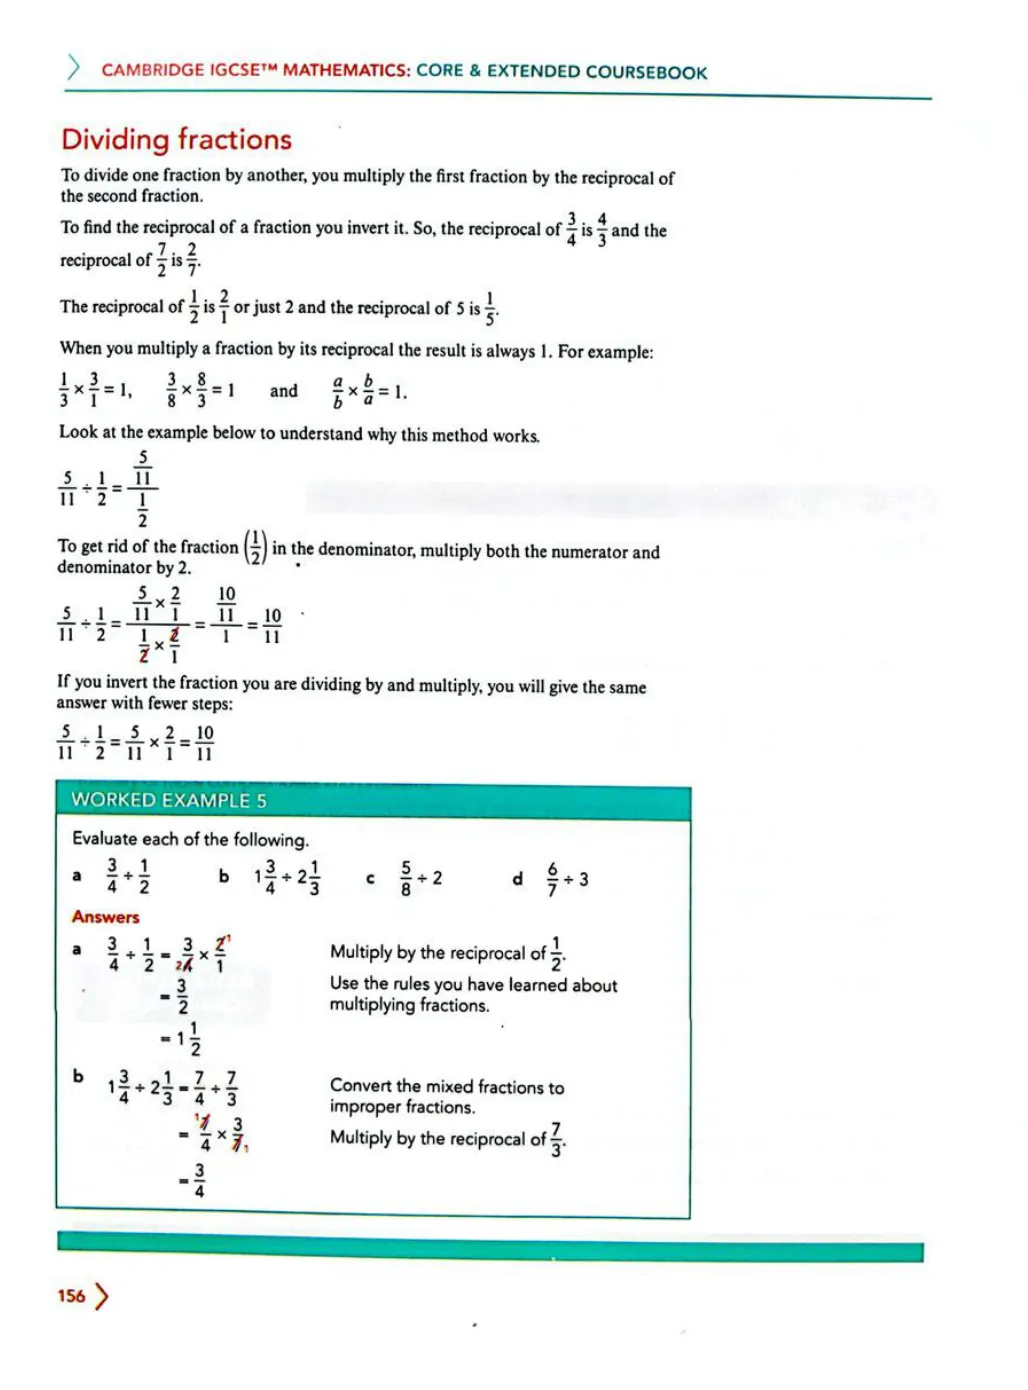 CAMBRIDGE IGCSE™ MATHEMATICS: CORE & EXTENDED COURSEBOOK
Dividing fractions
To divide one fraction by another, you multiply the first fraction by the reciprocal of
the second fraction.
To find the reciprocal of a fraction you invert it. So, the reciprocal of 3/4 is 4/3 and the
reciprocal of 7/2 is 2/7.
The reciprocal of 1/2 is 2/1 or just 2 and the reciprocal of 5 is 1/5.
When you multiply a fraction by its reciprocal the result is always 1. For example:
1/3 × 3/1 = 1, 3/8 × 8/3 = 1 and a/b × b/a = 1.
Look at the example below to understand why this method works.
5/11 ÷ 1/2 = (5/11)/(1/2)
To get rid of the fraction (1/2) in the denominator, multiply both the numerator and
denominator by 2.
5/11 ÷ 1/2 = (5/11 × 2/1)/(1/2 × 2/1) = (10/11)/1 = 10/11
If you invert the fraction you are dividing by and multiply, you will give the same
answer with fewer steps:
5/11 ÷ 1/2 = 5/11 × 2/1 = 10/11
WORKED EXAMPLE 5
Evaluate each of the following.
a 3/4 ÷ 1/2 b 1 3/4 ÷ 2 1/3 c 5/8 ÷ 2 d 6/7 ÷ 3
Answers
a 3/4 ÷ 1/2 = 3/2 4 × 2 1/1 Multiply by the reciprocal of 1/2.
= 3/2 Use the rules you have learned about
multiplying fractions.
= 1 1/2
b 1 3/4 ÷ 2 1/3 = 7/4 ÷ 7/3 Convert the mixed fractions to
improper fractions.
= 1 7/4 × 3/7 1 Multiply by the reciprocal of 7/3.
= 3/4
156